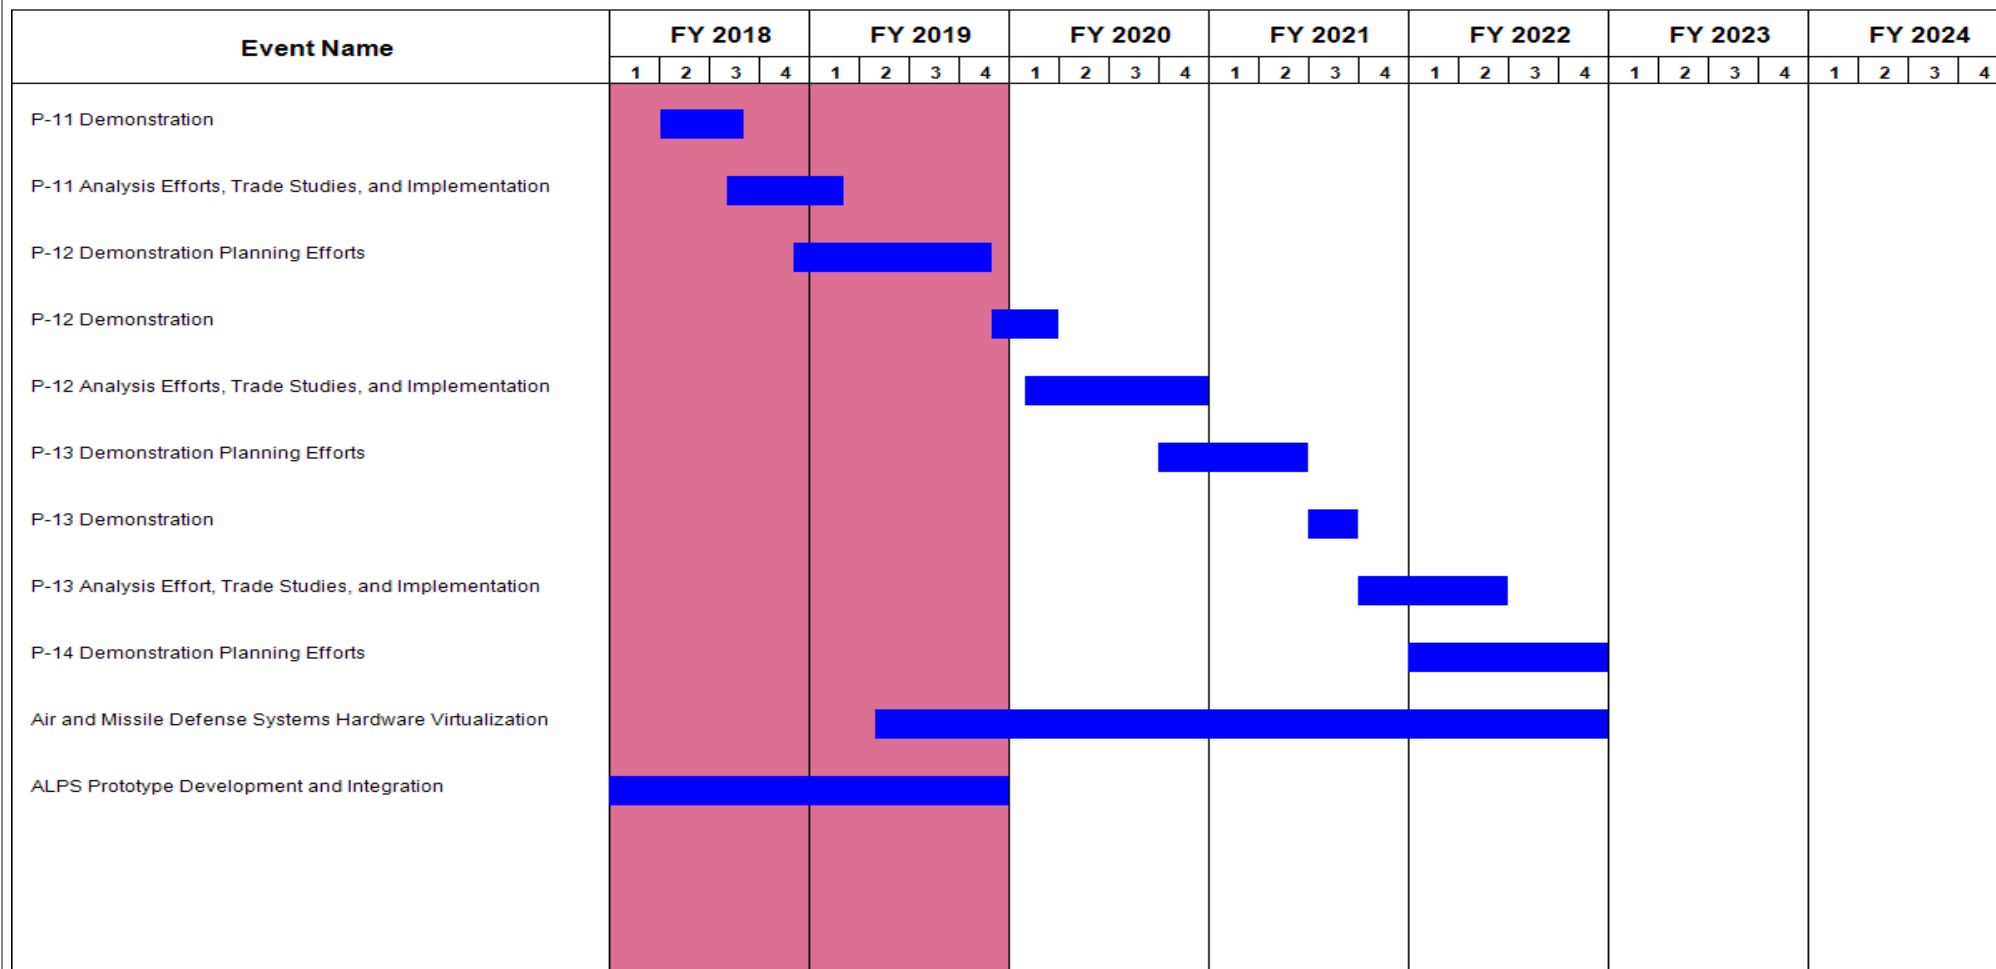 Event Name
FY 2018 FY 2019 FY 2020 FY 2021 FY 2022 FY 2023 FY 2024
1 2 3 4 1 2 3 4 1 2 3 4 1 2 3 4 1 2 3 4 1 2 3 4 1 2 3 4
P-11 Demonstration
P-11 Analysis Efforts, Trade Studies, and Implementation
P-12 Demonstration Planning Efforts
P-12 Demonstration
P-12 Analysis Efforts, Trade Studies, and Implementation
P-13 Demonstration Planning Efforts
P-13 Demonstration
P-13 Analysis Effort, Trade Studies, and Implementation
P-14 Demonstration Planning Efforts
Air and Missile Defense Systems Hardware Virtualization
ALPS Prototype Development and Integration